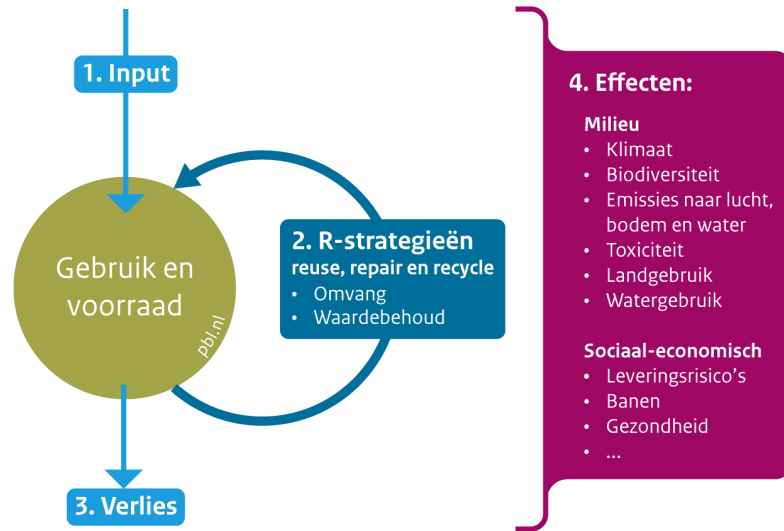 1. Input
Gebruik en
voorraad
pbl.nl
2. R-strategieën
reuse, repair en recycle
• Omvang
• Waardebehoud
3. Verlies
4. Effecten:
Milieu
• Klimaat
• Biodiversiteit
• Emissies naar lucht,
bodem en water
• Toxiciteit
• Landgebruik
• Watergebruik
Sociaal-economisch
• Leveringsrisico’s
• Banen
• Gezondheid
• ...